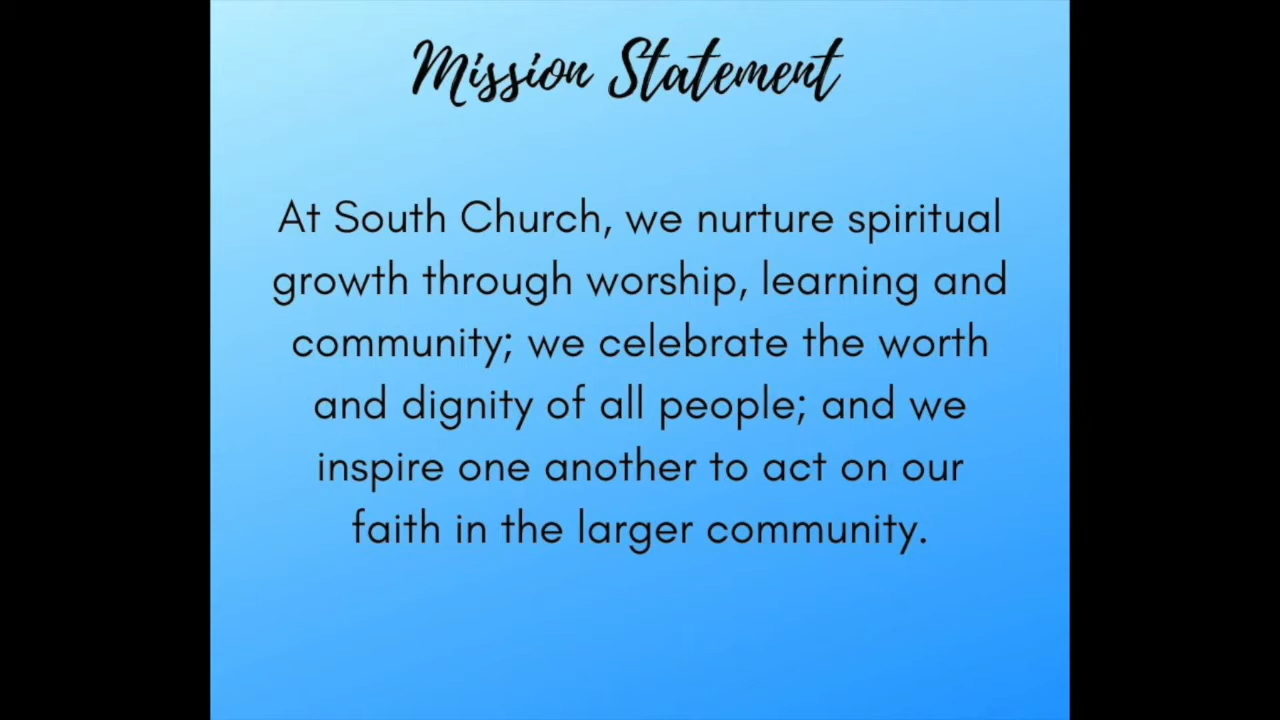 Mission Statement
At South Church, we nurture spiritual
growth through worship, learning and
community; we celebrate the worth
and dignity of all people; and we
inspire one another to act on our
faith in the larger community.